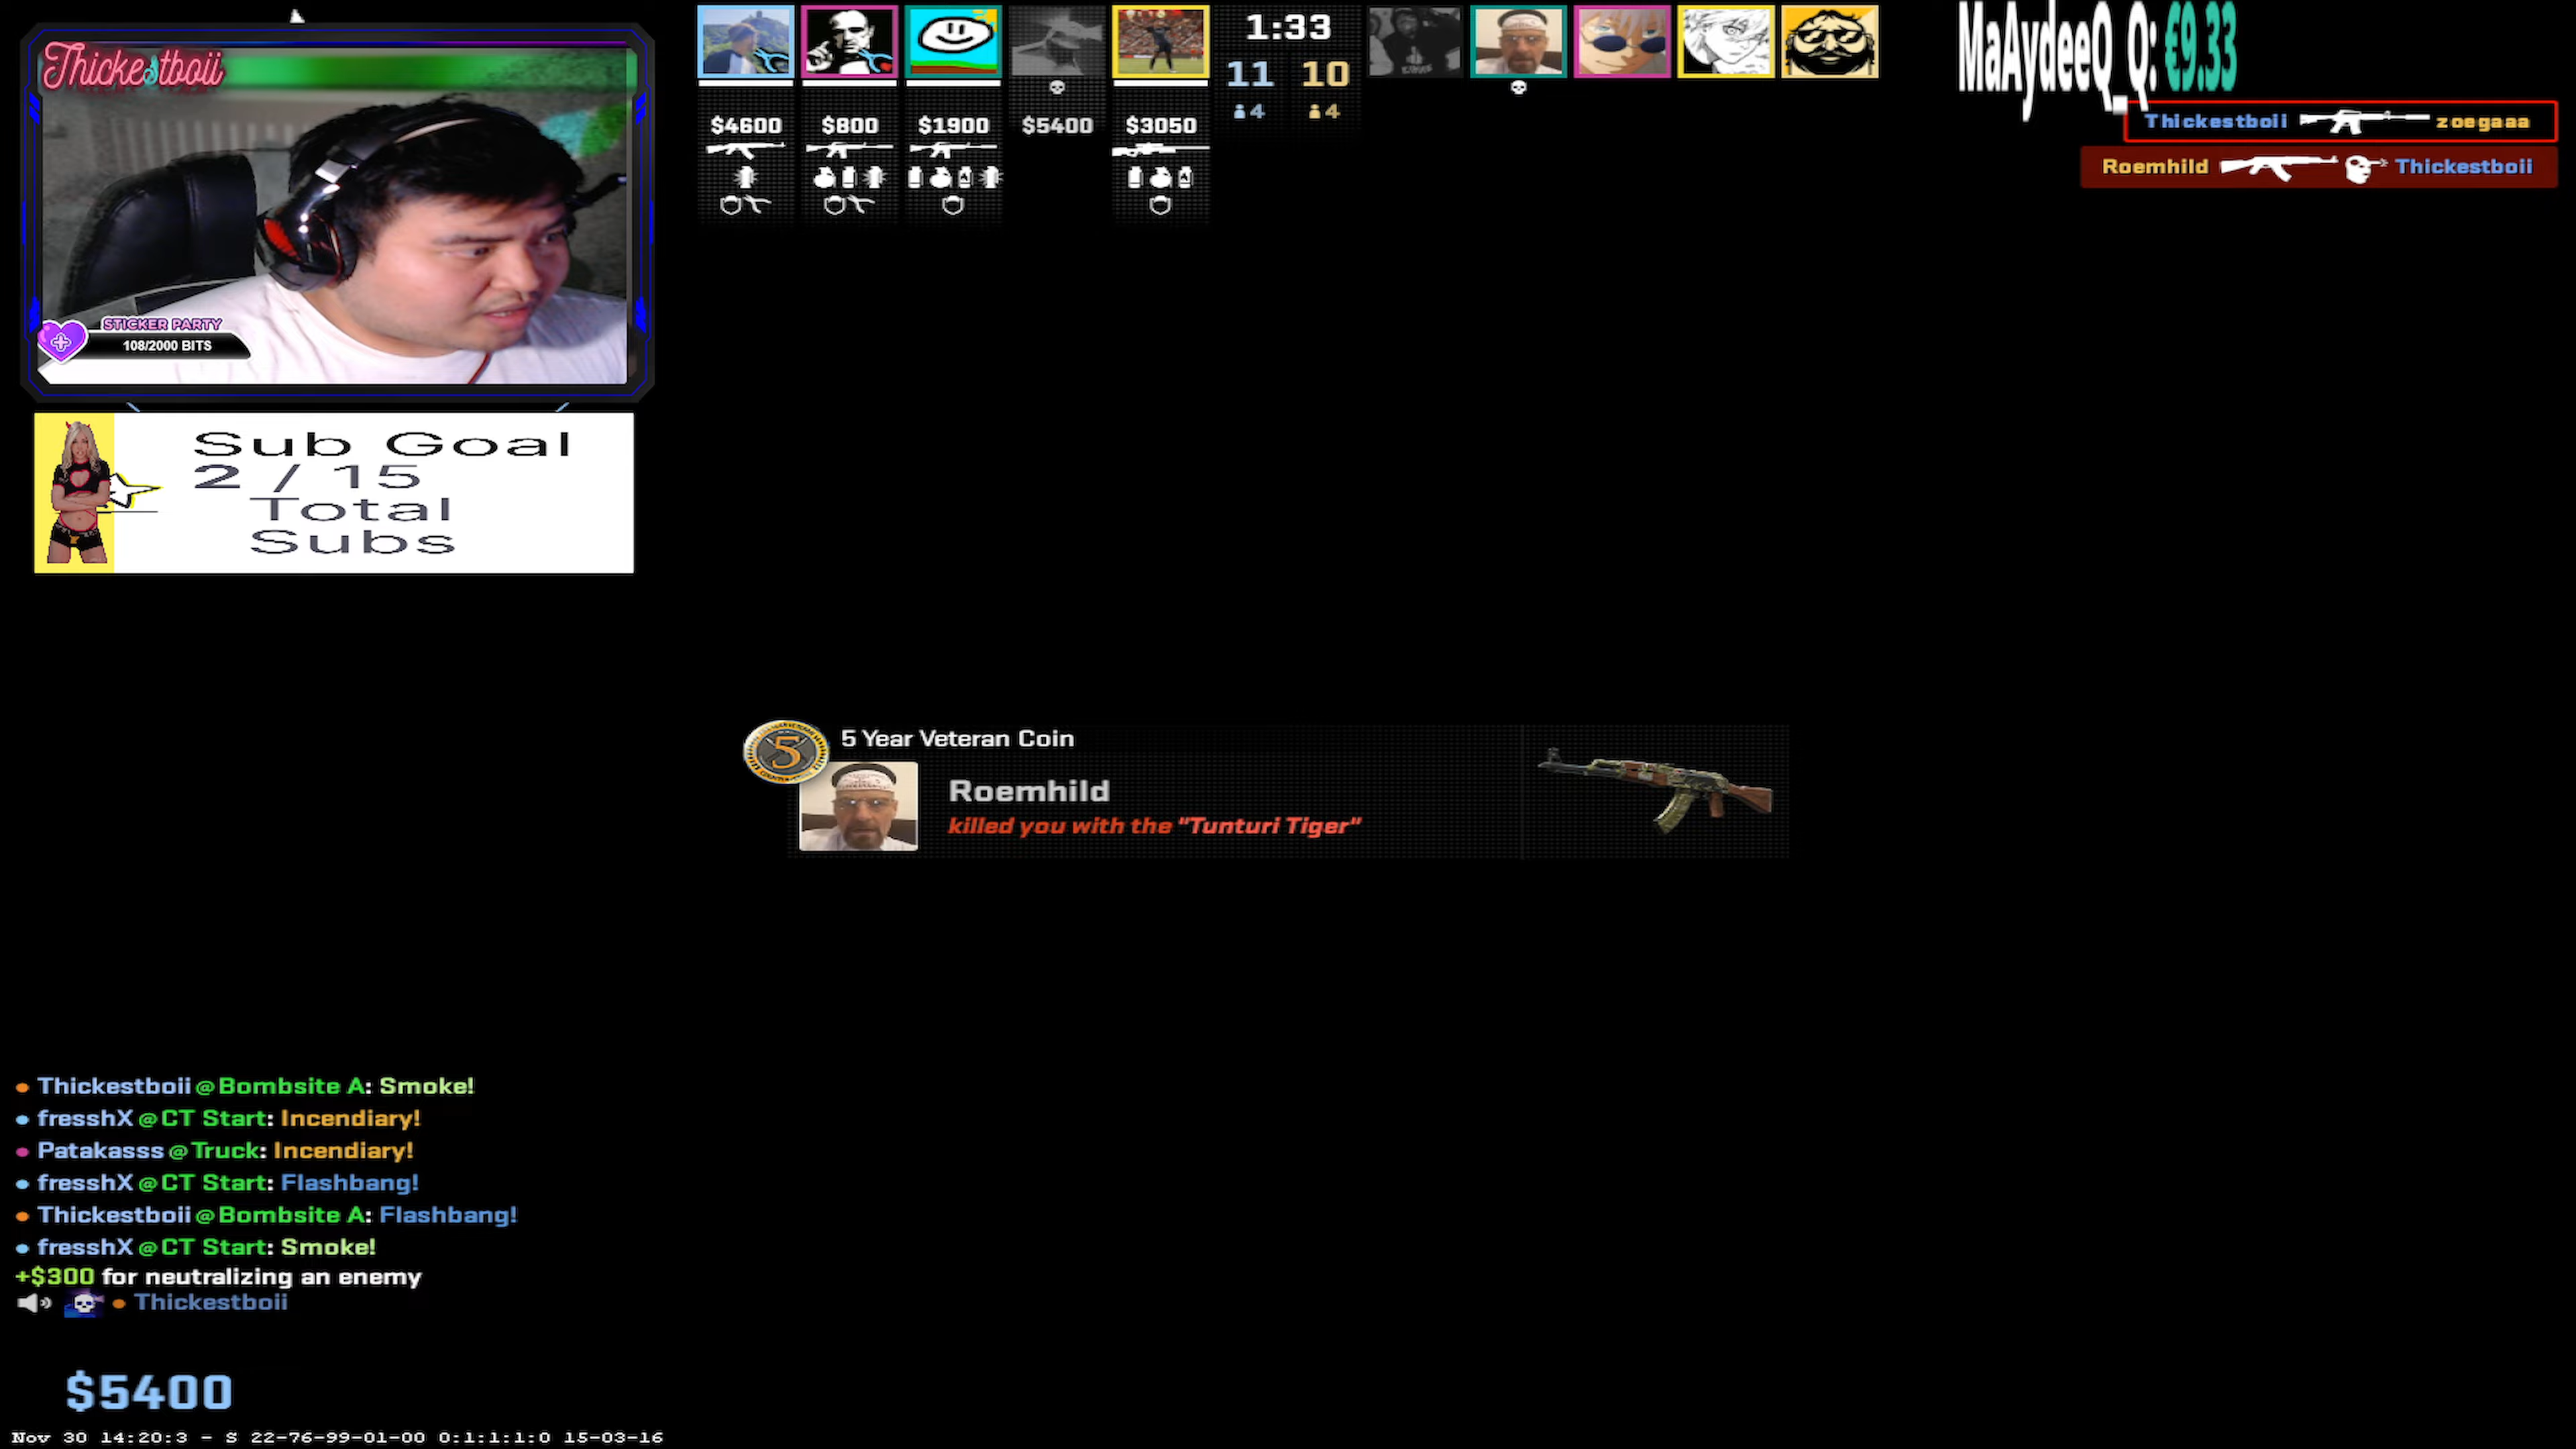 Thickestboii
STICKER PARTY
108/2000 BITS
Sub Goal
2 / 15
Total
Subs
1:33
11 10
4 4
$4600 $800 $1900 $5400 $3050
MaAydeeQ_Q: €9.33
Thickestboii zoegaaa
Roemhild Thickestboii
5 Year Veteran Coin
5
Roemhild
killed you with the "Tunturi Tiger"
Thickestboii@Bombsite A: Smoke!
fresshX@CT Start: Incendiary!
Patakasss@Truck: Incendiary!
fresshX@CT Start: Flashbang!
Thickestboii@Bombsite A: Flashbang!
fresshX@CT Start: Smoke!
+$300 for neutralizing an enemy
Thickestboii
$5400
Nov 30 14:20:3 - S 22-76-99-01-00 0:1:1:1:0 15-03-16